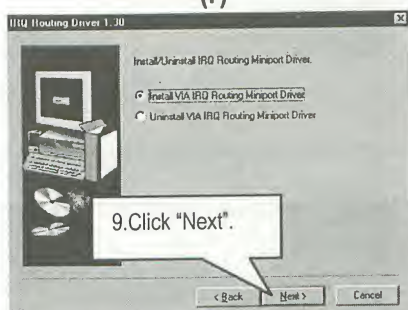 (7)
IRQ Routing Driver 1.30
Install/Uninstall IRQ Routing Miniport Driver.
Install VIA IRQ Routing Miniport Driver
Uninstall VIA IRQ Routing Miniport Driver
9.Click "Next".
< Back
Next >
Cancel